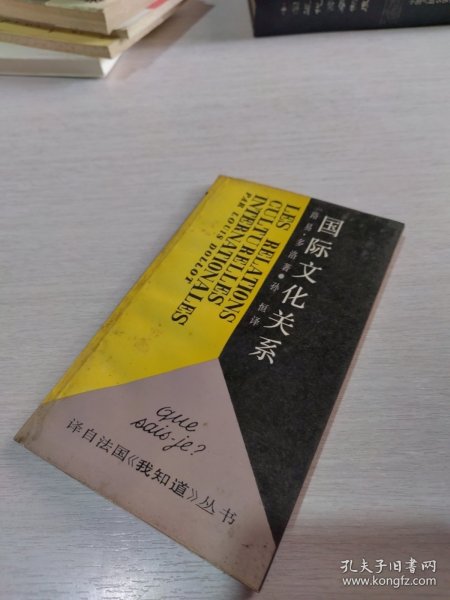 国际文化关系
路易·多洛著●孙恒译
LES RELATIONS
CULTURELLES
INTERNATIONALES
PAR LOUIS DOLLOT
que
sais-je?
译自法国《我知道》丛书
孔夫子旧书网
www.kongfz.com